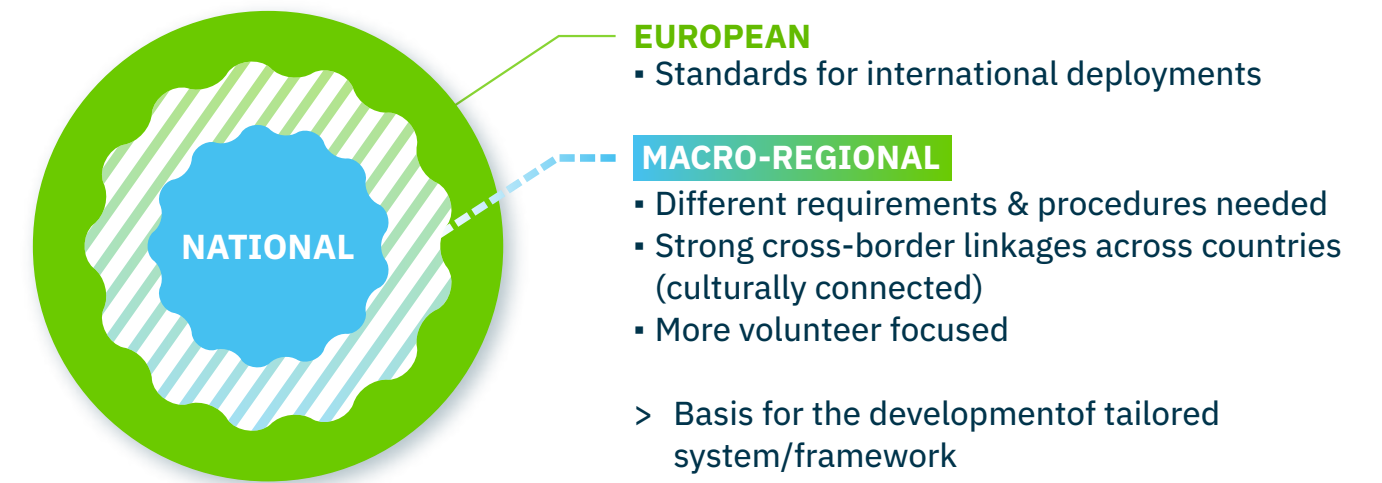 EUROPEAN
▪ Standards for international deployments
MACRO-REGIONAL
▪ Different requirements & procedures needed
▪ Strong cross-border linkages across countries
(culturally connected)
▪ More volunteer focused
NATIONAL
> Basis for the developmentof tailored
system/framework